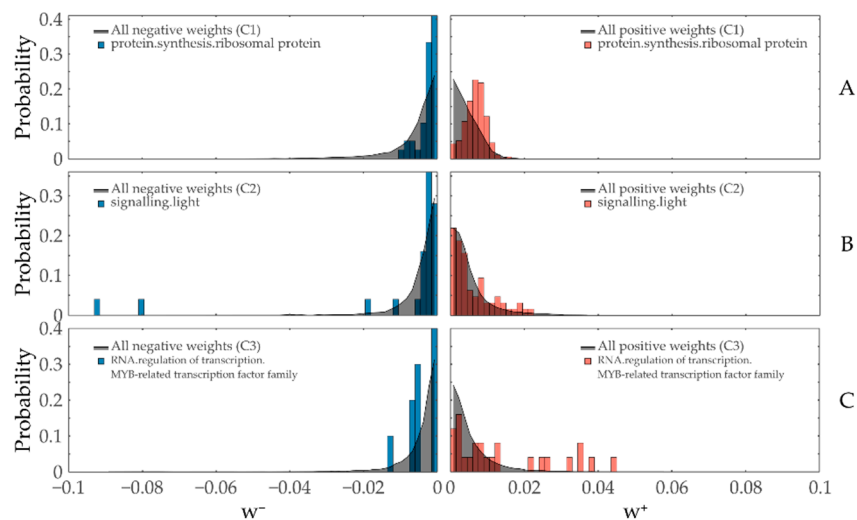 0.4
0.3
0.2
0.1
0
Probability
All negative weights (C1)
protein.synthesis.ribosomal protein
All positive weights (C1)
protein.synthesis.ribosomal protein
A
0.3
0.2
0.1
0
Probability
All negative weights (C2)
signalling.light
All positive weights (C2)
signalling.light
B
0.4
0.3
0.2
0.1
0
Probability
All negative weights (C3)
RNA.regulation of transcription.
MYB-related transcription factor family
All positive weights (C3)
RNA.regulation of transcription.
MYB-related transcription factor family
C
−0.1 −0.08 −0.06 −0.04 −0.02 0 0 0.02 0.04 0.06 0.08 0.1
w⁻ w⁺